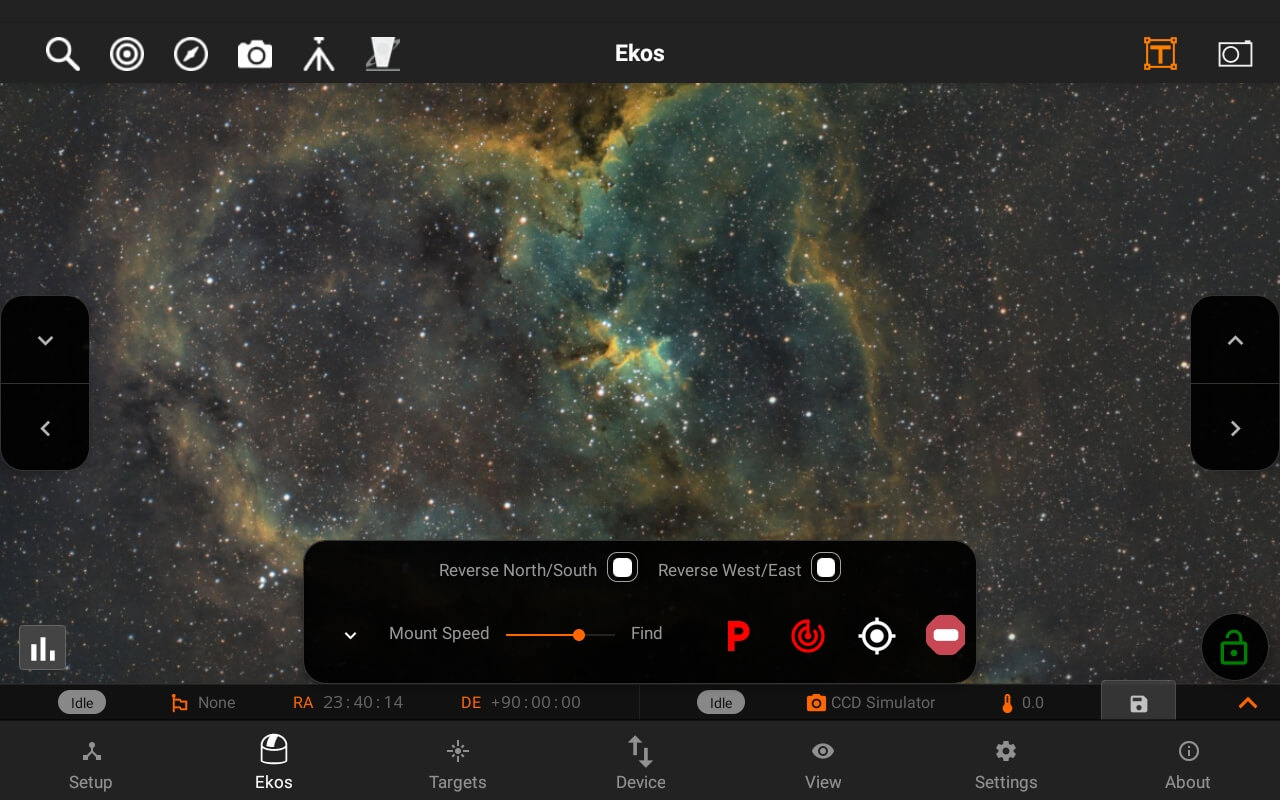 Ekos
T
Reverse North/South Reverse West/East
Mount Speed Find P
Idle None RA 23:40:14 DE +90:00:00 Idle CCD Simulator 0.0
Setup Ekos Targets Device View Settings About